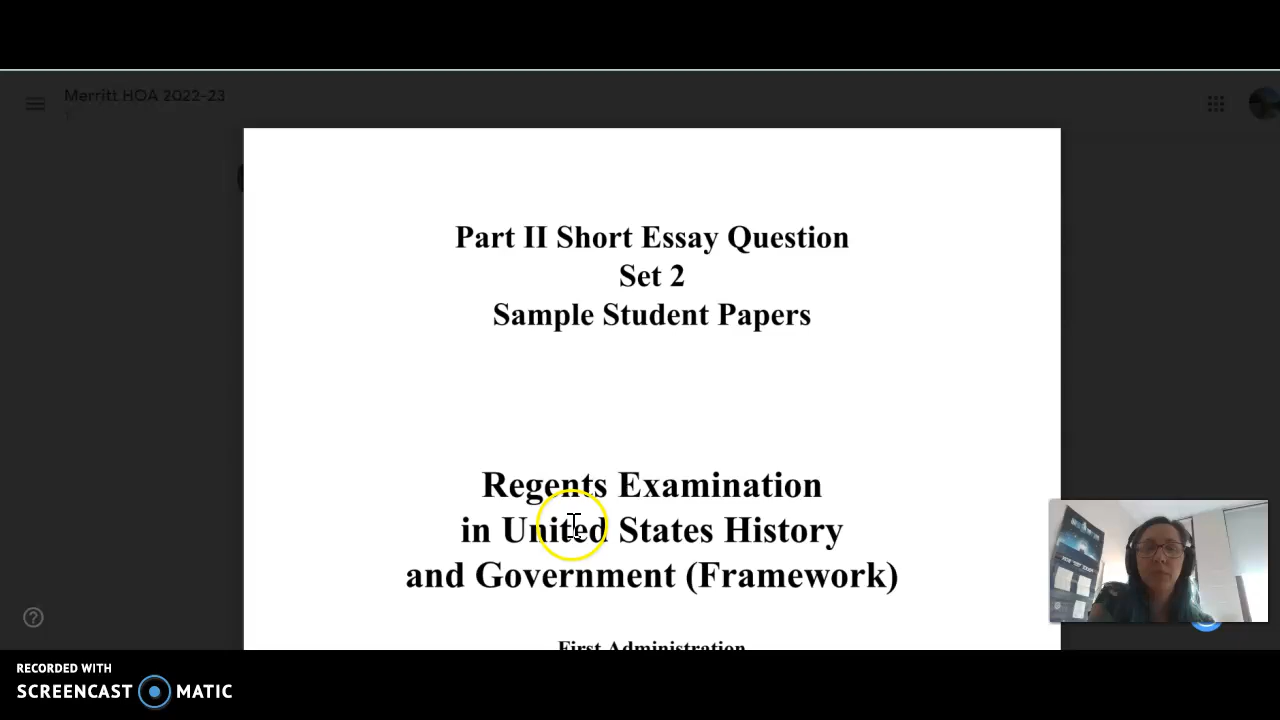 Merritt HOA 2022-23
Part II Short Essay Question
Set 2
Sample Student Papers
Regents Examination
in United States History
and Government (Framework)
First Administration
RECORDED WITH
SCREENCAST MATIC